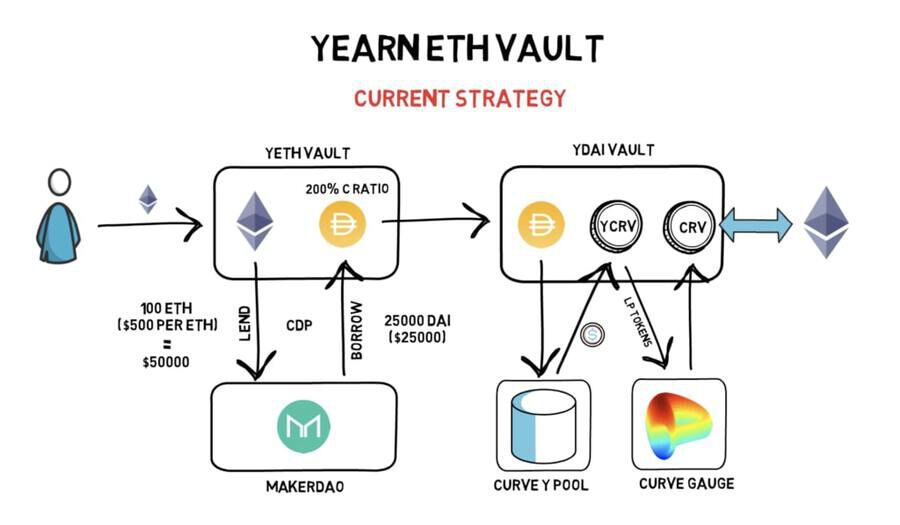 YEARN ETH VAULT
CURRENT STRATEGY
YETH VAULT
YDAI VAULT
200% C RATIO
YCRV
CRV
100 ETH
($500 PER ETH)
=
$50000
LEND
CDP
BORROW
25000 DAI
($25000)
LP TOKENS
MAKERDAO
CURVE Y POOL
CURVE GAUGE